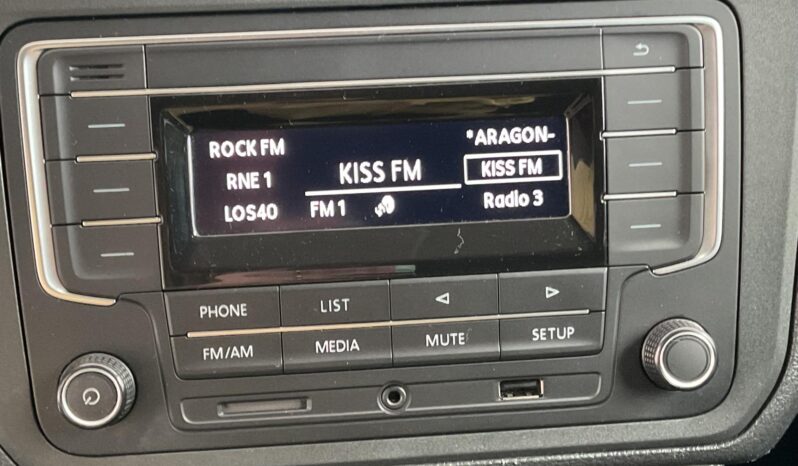 ROCK FM
*ARAGON-
RNE 1
KISS FM
KISS FM
LOS40
FM 1
Radio 3
PHONE
LIST
FM/AM
MEDIA
MUTE
SETUP